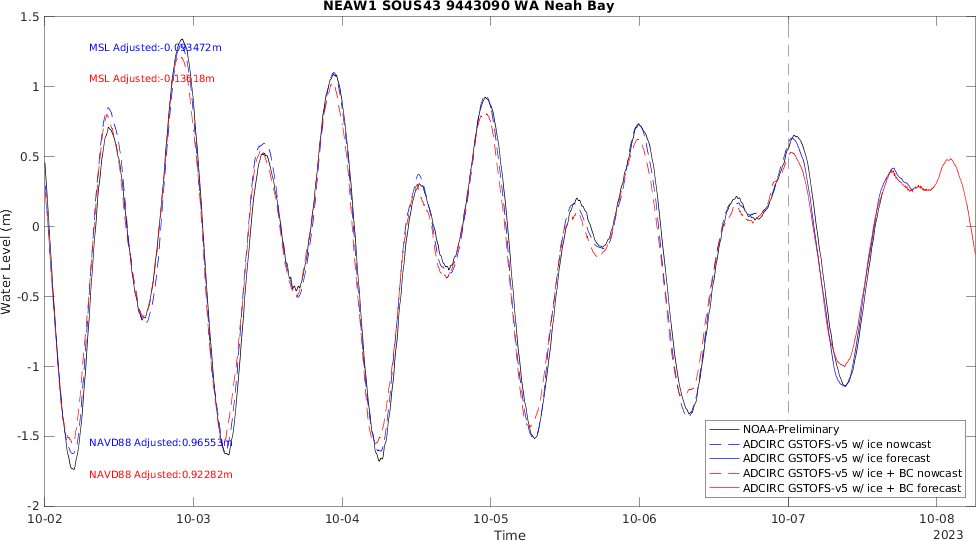 NEAW1 SOUS43 9443090 WA Neah Bay
1.5
1
0.5
0
-0.5
-1
-1.5
-2
Water Level (m)
MSL Adjusted:-0.093472m
MSL Adjusted:-0.13618m
NAVD88 Adjusted:0.96553m
NAVD88 Adjusted:0.92282m
NOAA-Preliminary
ADCIRC GSTOFS-v5 w/ ice nowcast
ADCIRC GSTOFS-v5 w/ ice forecast
ADCIRC GSTOFS-v5 w/ ice + BC nowcast
ADCIRC GSTOFS-v5 w/ ice + BC forecast
10-02 10-03 10-04 10-05 10-06 10-07 10-08
Time
2023